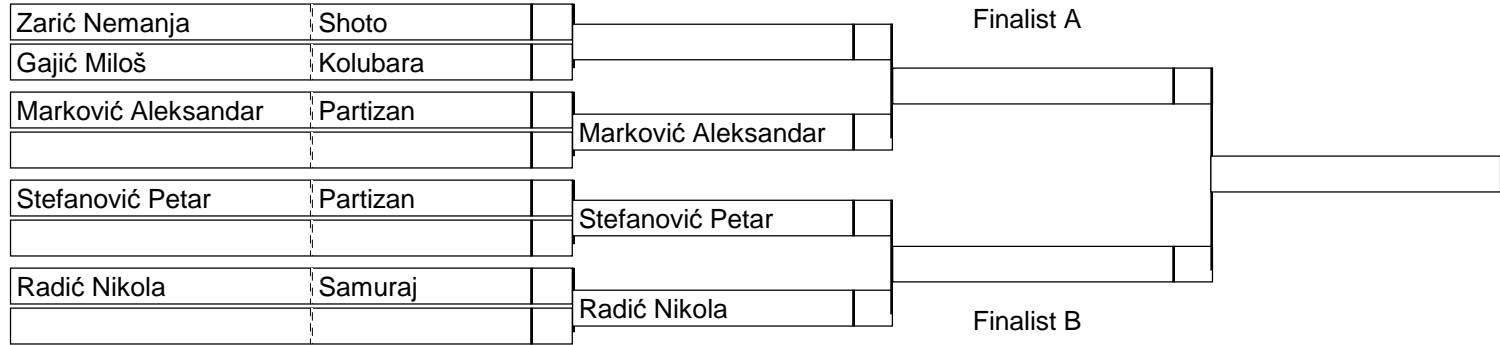 Zarić Nemanja Shoto
Gajić Miloš Kolubara
Marković Aleksandar Partizan
Stefanović Petar Partizan
Radić Nikola Samuraj
Marković Aleksandar
Stefanović Petar
Radić Nikola
Finalist A
Finalist B